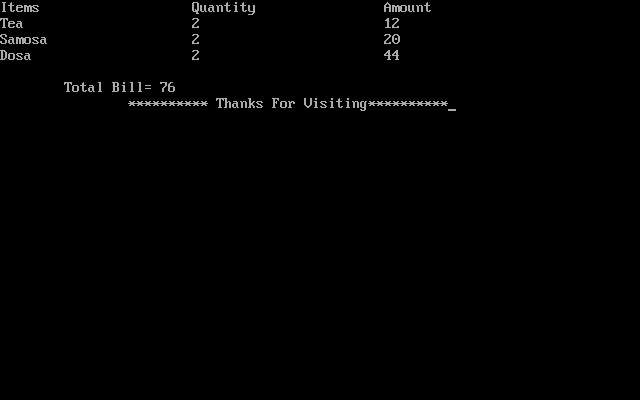 Items Quantity Amount
Tea 2 12
Samosa 2 20
Dosa 2 44
Total Bill= 76
********** Thanks For Visiting**********_